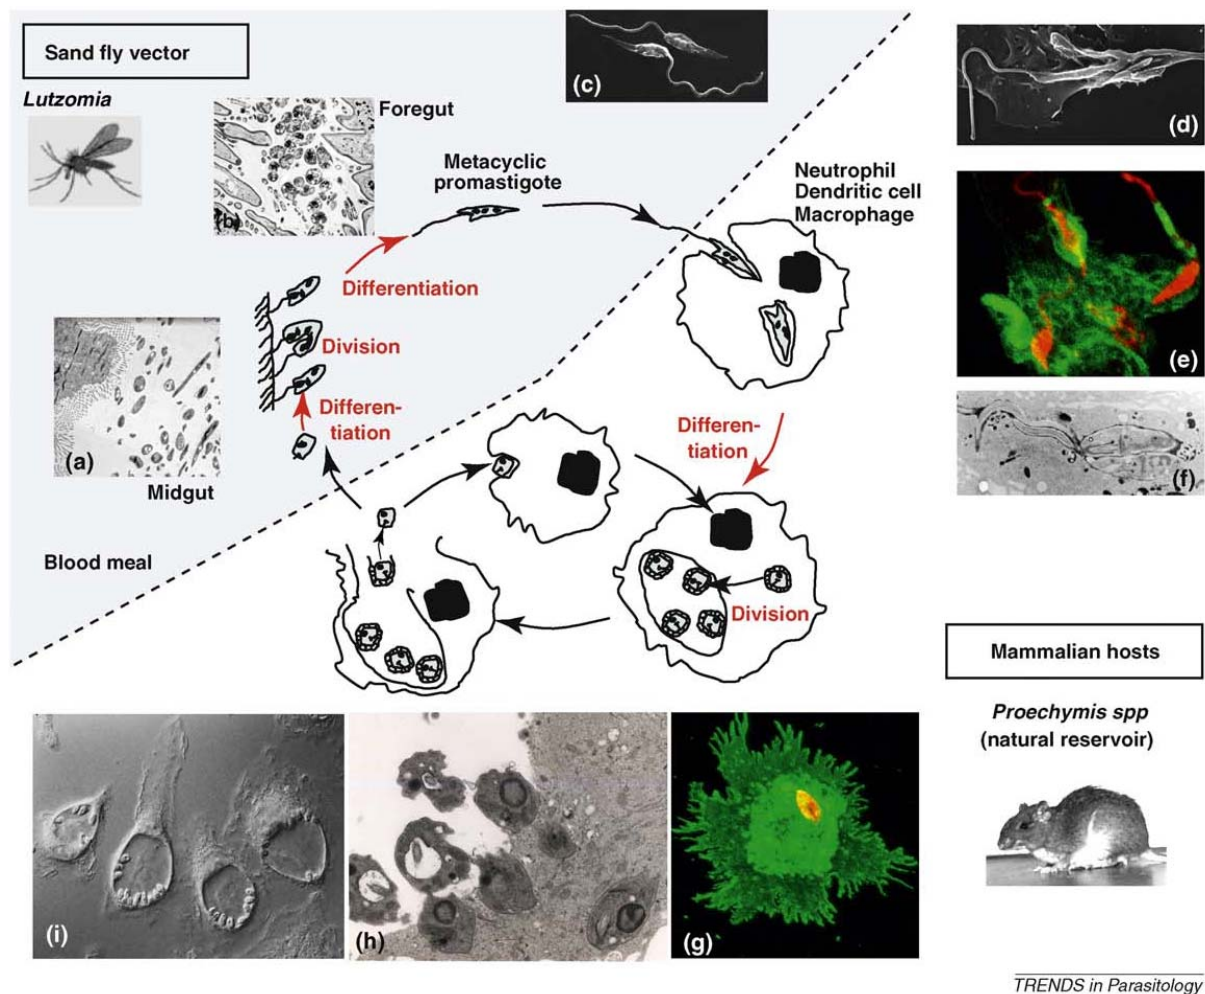 Sand fly vector
Lutzomia
Foregut
(b)
(c)
(d)
Metacyclic
promastigote
Neutrophil
Dendritic cell
Macrophage
Differentiation
Division
Differen-
tiation
(a)
Midgut
(e)
Differen-
tiation
(f)
Blood meal
Division
Mammalian hosts
Proechymis spp
(natural reservoir)
(i)
(h)
(g)
TRENDS in Parasitology